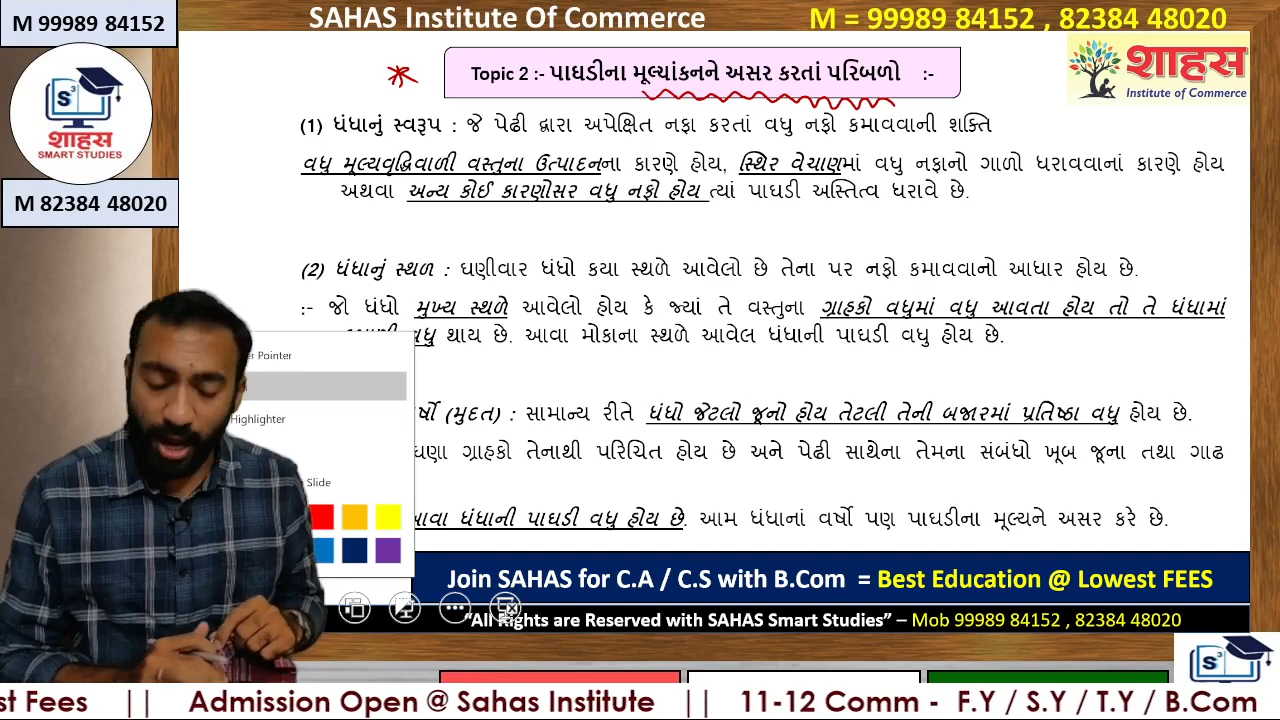 M 99989 84152
SAHAS Institute Of Commerce
M = 99989 84152 , 82384 48020
S³
शाहस
SMART STUDIES
M 82384 48020
शाहस
Institute of Commerce
Topic 2 :- પાઘડીના મૂલ્યાંકનને અસર કરતાં પરિબળો :-
(1) ધંધાનું સ્વરૂપ : જે પેઢી દ્વારા અપેક્ષિત નફા કરતાં વધુ નફો કમાવવાની શક્તિ
વધુ મૂલ્યવૃદ્ધિવાળી વસ્તુના ઉત્પાદનના કારણે હોય, સ્થિર વેચાણમાં વધુ નફાનો ગાળો ધરાવવાનાં કારણે હોય
અથવા અન્ય કોઈ કારણોસર વધુ નફો હોય ત્યાં પાઘડી અસ્તિત્વ ધરાવે છે.
(2) ધંધાનું સ્થળ : ઘણીવાર ધંધો કયા સ્થળે આવેલો છે તેના પર નફો કમાવવાનો આધાર હોય છે.
:- જો ધંધો મુખ્ય સ્થળે આવેલો હોય કે જ્યાં તે વસ્તુના ગ્રાહકો વધુમાં વધુ આવતા હોય તો તે ધંધામાં
વધુ થાય છે. આવા મોકાના સ્થળે આવેલ ધંધાની પાઘડી વધુ હોય છે.
(મુદત) : સામાન્ય રીતે ધંધો જેટલો જૂનો હોય તેટલી તેની બજારમાં પ્રતિષ્ઠા વધુ હોય છે.
ઘણા ગ્રાહકો તેનાથી પરિચિત હોય છે અને પેઢી સાથેના તેમના સંબંધો ખૂબ જૂના તથા ગાઢ
આવા ધંધાની પાઘડી વધુ હોય છે. આમ ધંધાનાં વર્ષો પણ પાઘડીના મૂલ્યને અસર કરે છે.
Pointer
Highlighter
Slide
Join SAHAS for C.A / C.S with B.Com = Best Education @ Lowest FEES
“All Rights are Reserved with SAHAS Smart Studies” – Mob 99989 84152 , 82384 48020
S³
st Fees || Admission Open @ Sahas Institute || 11-12 Comm - F.Y / S.Y / T.Y / B.Com